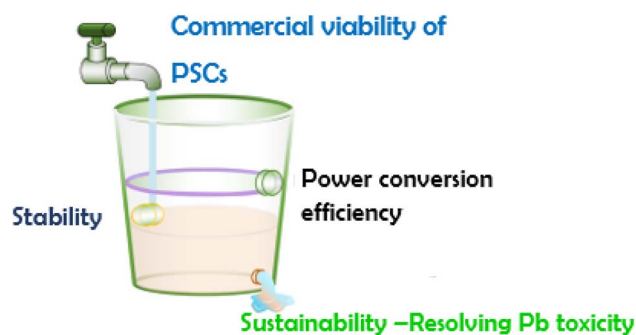 Commercial viability of
PSCs
Power conversion
efficiency
Stability
Sustainability –Resolving Pb toxicity